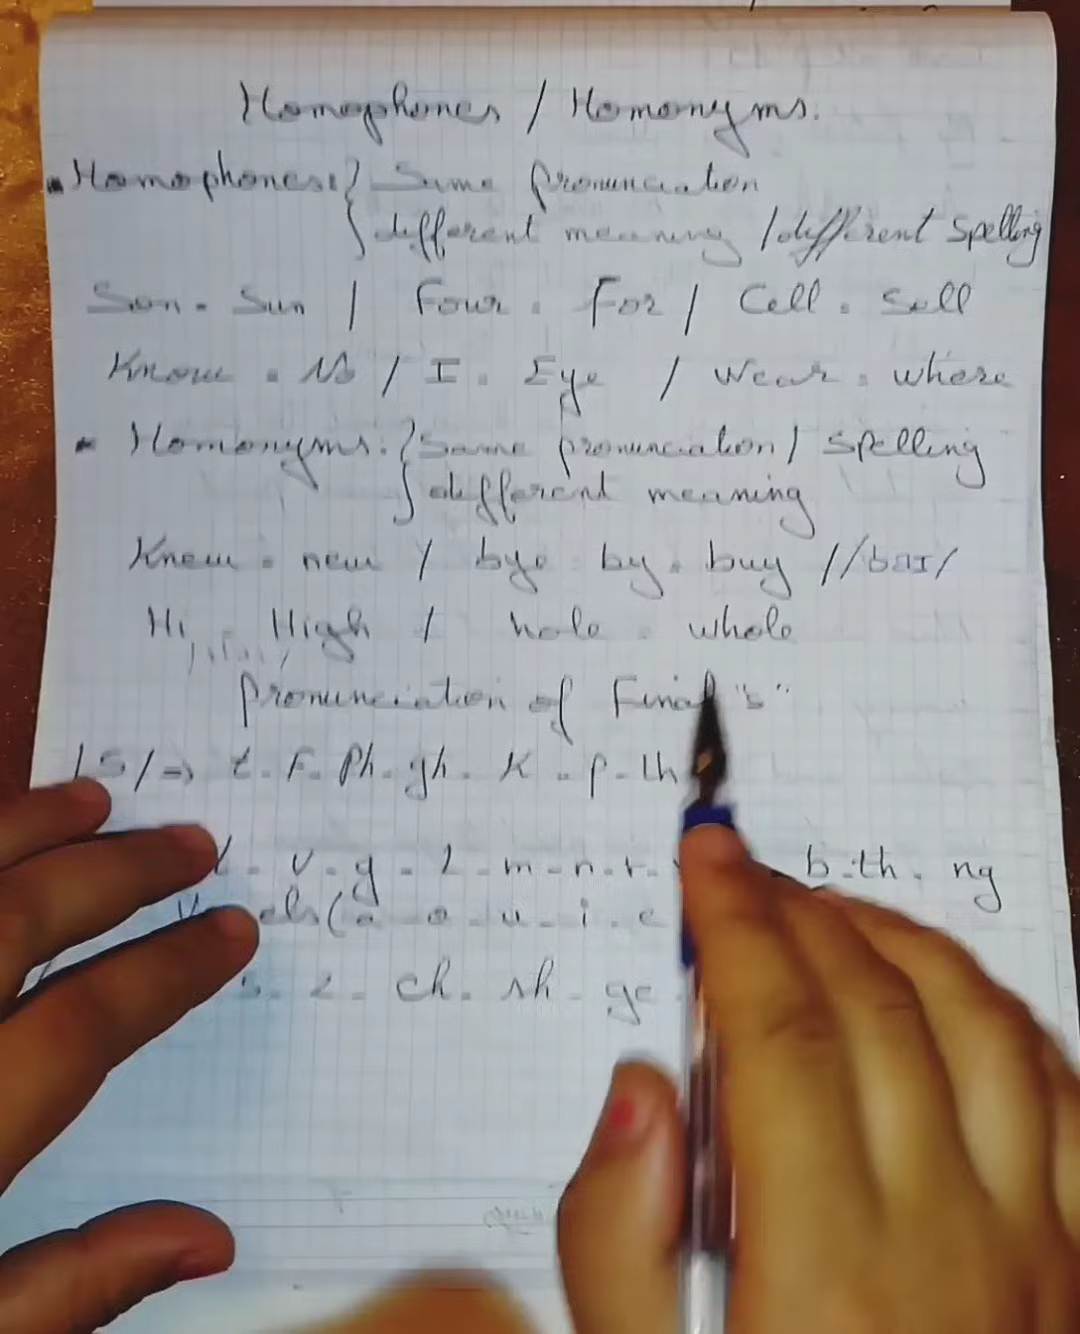 Homophones / Homonyms.
Homophones: { Same pronunciation
different meaning / different spelling
Son - Sun / Four - For / Cell - Sell
Know - No / I - Eye / Wear - where
- Homonyms: { Same pronunciation / spelling
different meaning
Knew - new / bye - by - buy // baɪ /
Hi - High / hole - whole
pronunciation of Final "s"
/ S / => t - F - Ph - gh - K - p - th
v - g - l - m - n - r - b - th - ng
(a - o - u - i - e
s - z - ch - sh - ge